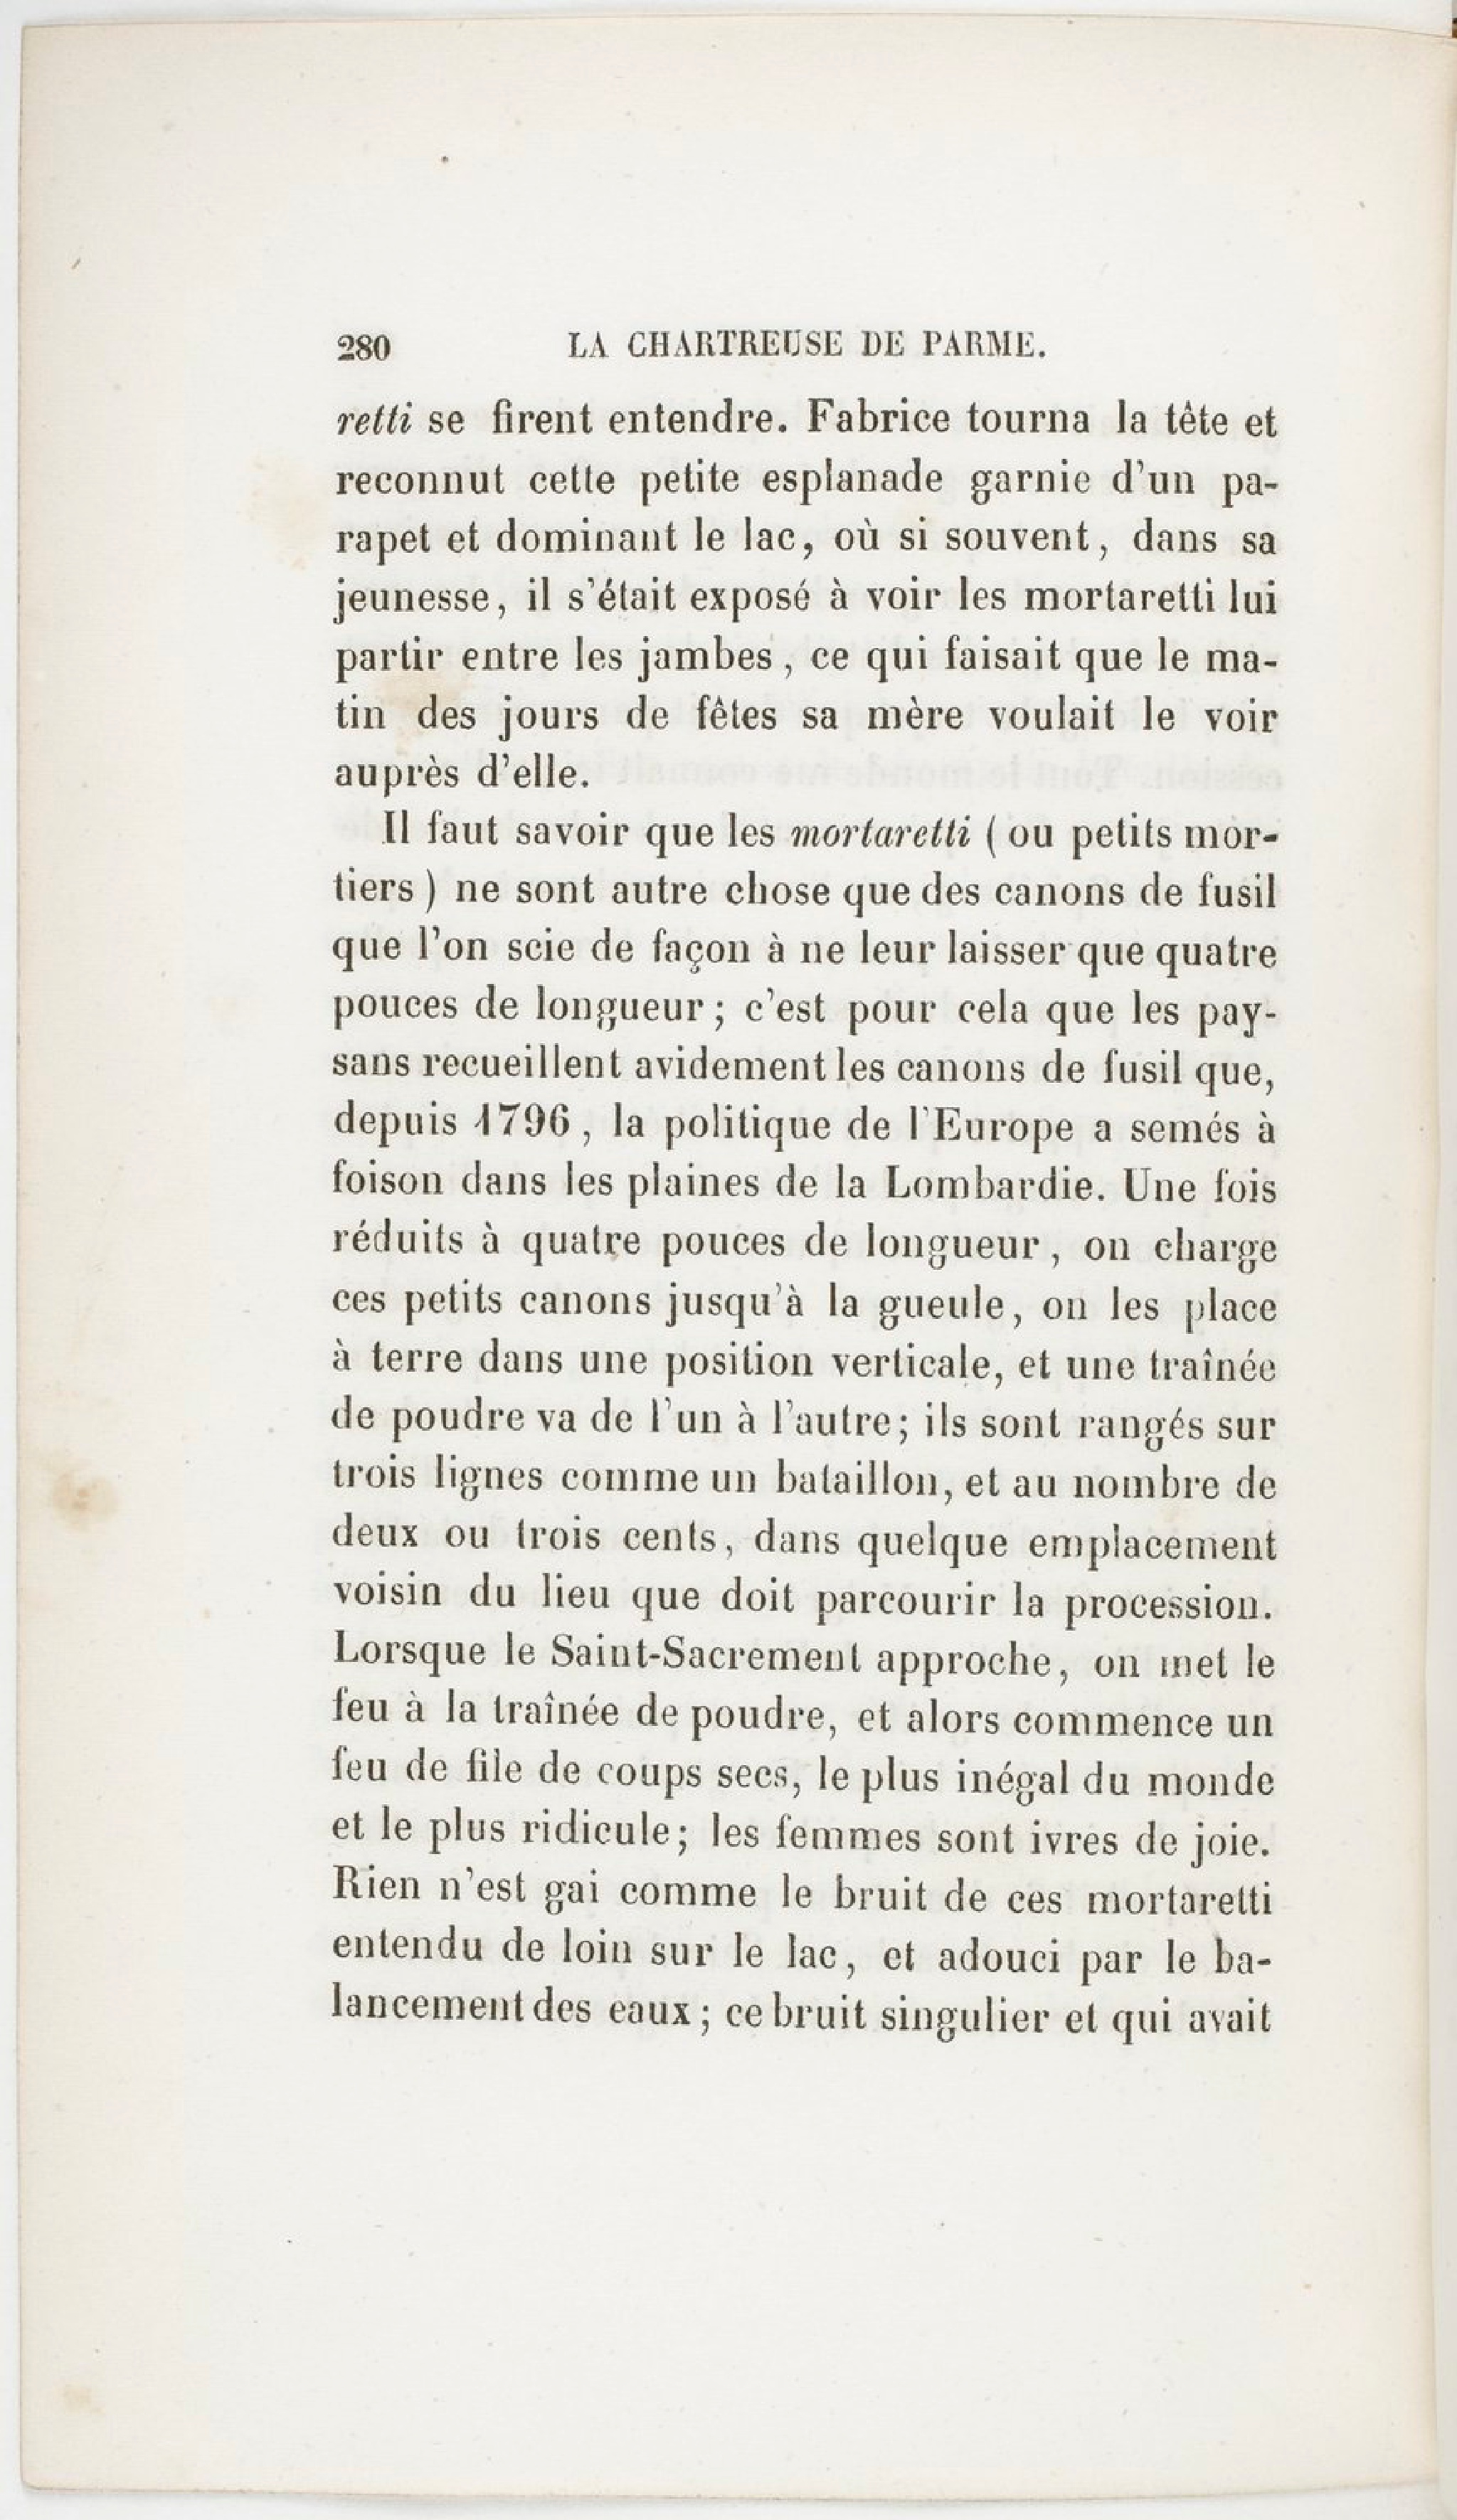 280 LA CHARTREUSE DE PARME.
retti se firent entendre. Fabrice tourna la tête et
reconnut cette petite esplanade garnie d'un pa-
rapet et dominant le lac, où si souvent, dans sa
jeunesse, il s'était exposé à voir les mortaretti lui
partir entre les jambes, ce qui faisait que le ma-
tin des jours de fêtes sa mère voulait le voir
auprès d'elle.
Il faut savoir que les mortaretti ( ou petits mor-
tiers ) ne sont autre chose que des canons de fusil
que l'on scie de façon à ne leur laisser que quatre
pouces de longueur ; c'est pour cela que les pay-
sans recueillent avidement les canons de fusil que,
depuis 1796, la politique de l'Europe a semés à
foison dans les plaines de la Lombardie. Une fois
réduits à quatre pouces de longueur, on charge
ces petits canons jusqu'à la gueule, on les place
à terre dans une position verticale, et une traînée
de poudre va de l'un à l'autre; ils sont rangés sur
trois lignes comme un bataillon, et au nombre de
deux ou trois cents, dans quelque emplacement
voisin du lieu que doit parcourir la procession.
Lorsque le Saint-Sacrement approche, on met le
feu à la traînée de poudre, et alors commence un
feu de file de coups secs, le plus inégal du monde
et le plus ridicule; les femmes sont ivres de joie.
Rien n'est gai comme le bruit de ces mortaretti
entendu de loin sur le lac, et adouci par le ba-
lancement des eaux ; ce bruit singulier et qui avait